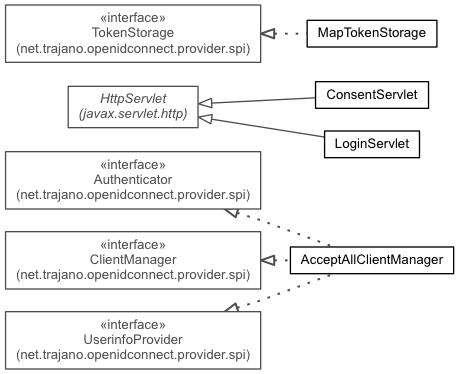 «interface»
TokenStorage
(net.trajano.openidconnect.provider.spi)
MapTokenStorage
HttpServlet
(javax.servlet.http)
ConsentServlet
LoginServlet
«interface»
Authenticator
(net.trajano.openidconnect.provider.spi)
«interface»
ClientManager
(net.trajano.openidconnect.provider.spi)
AcceptAllClientManager
«interface»
UserinfoProvider
(net.trajano.openidconnect.provider.spi)